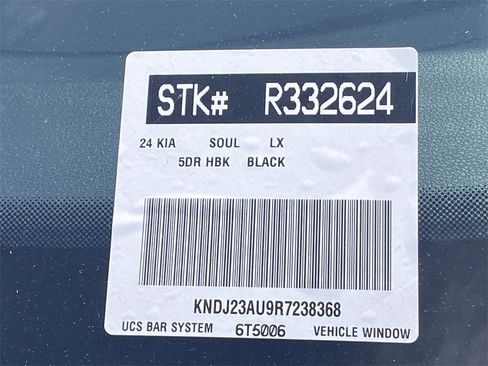 STK# R332624
24 KIA SOUL LX
5DR HBK BLACK
KNDJ23AU9R7238368
UCS BAR SYSTEM 6T5006 VEHICLE WINDOW